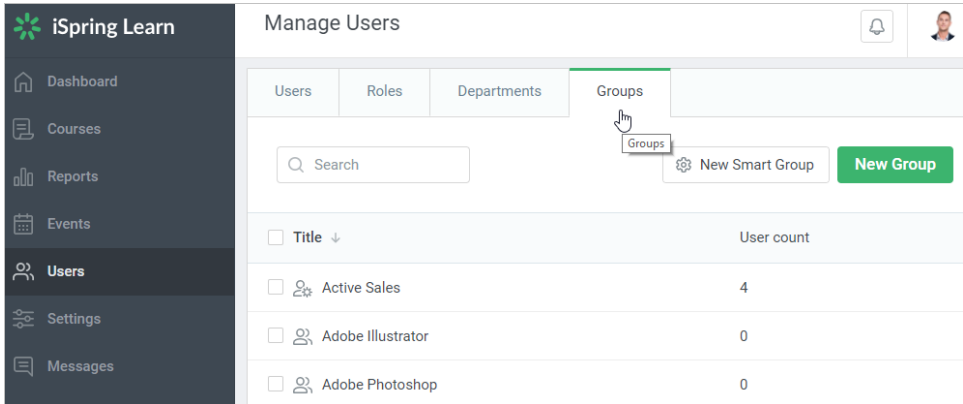 iSpring Learn
Manage Users
Dashboard
Courses
Reports
Events
Users
Settings
Messages
Users Roles Departments Groups
Groups
Search
New Smart Group
New Group
Title User count
Active Sales 4
Adobe Illustrator 0
Adobe Photoshop 0